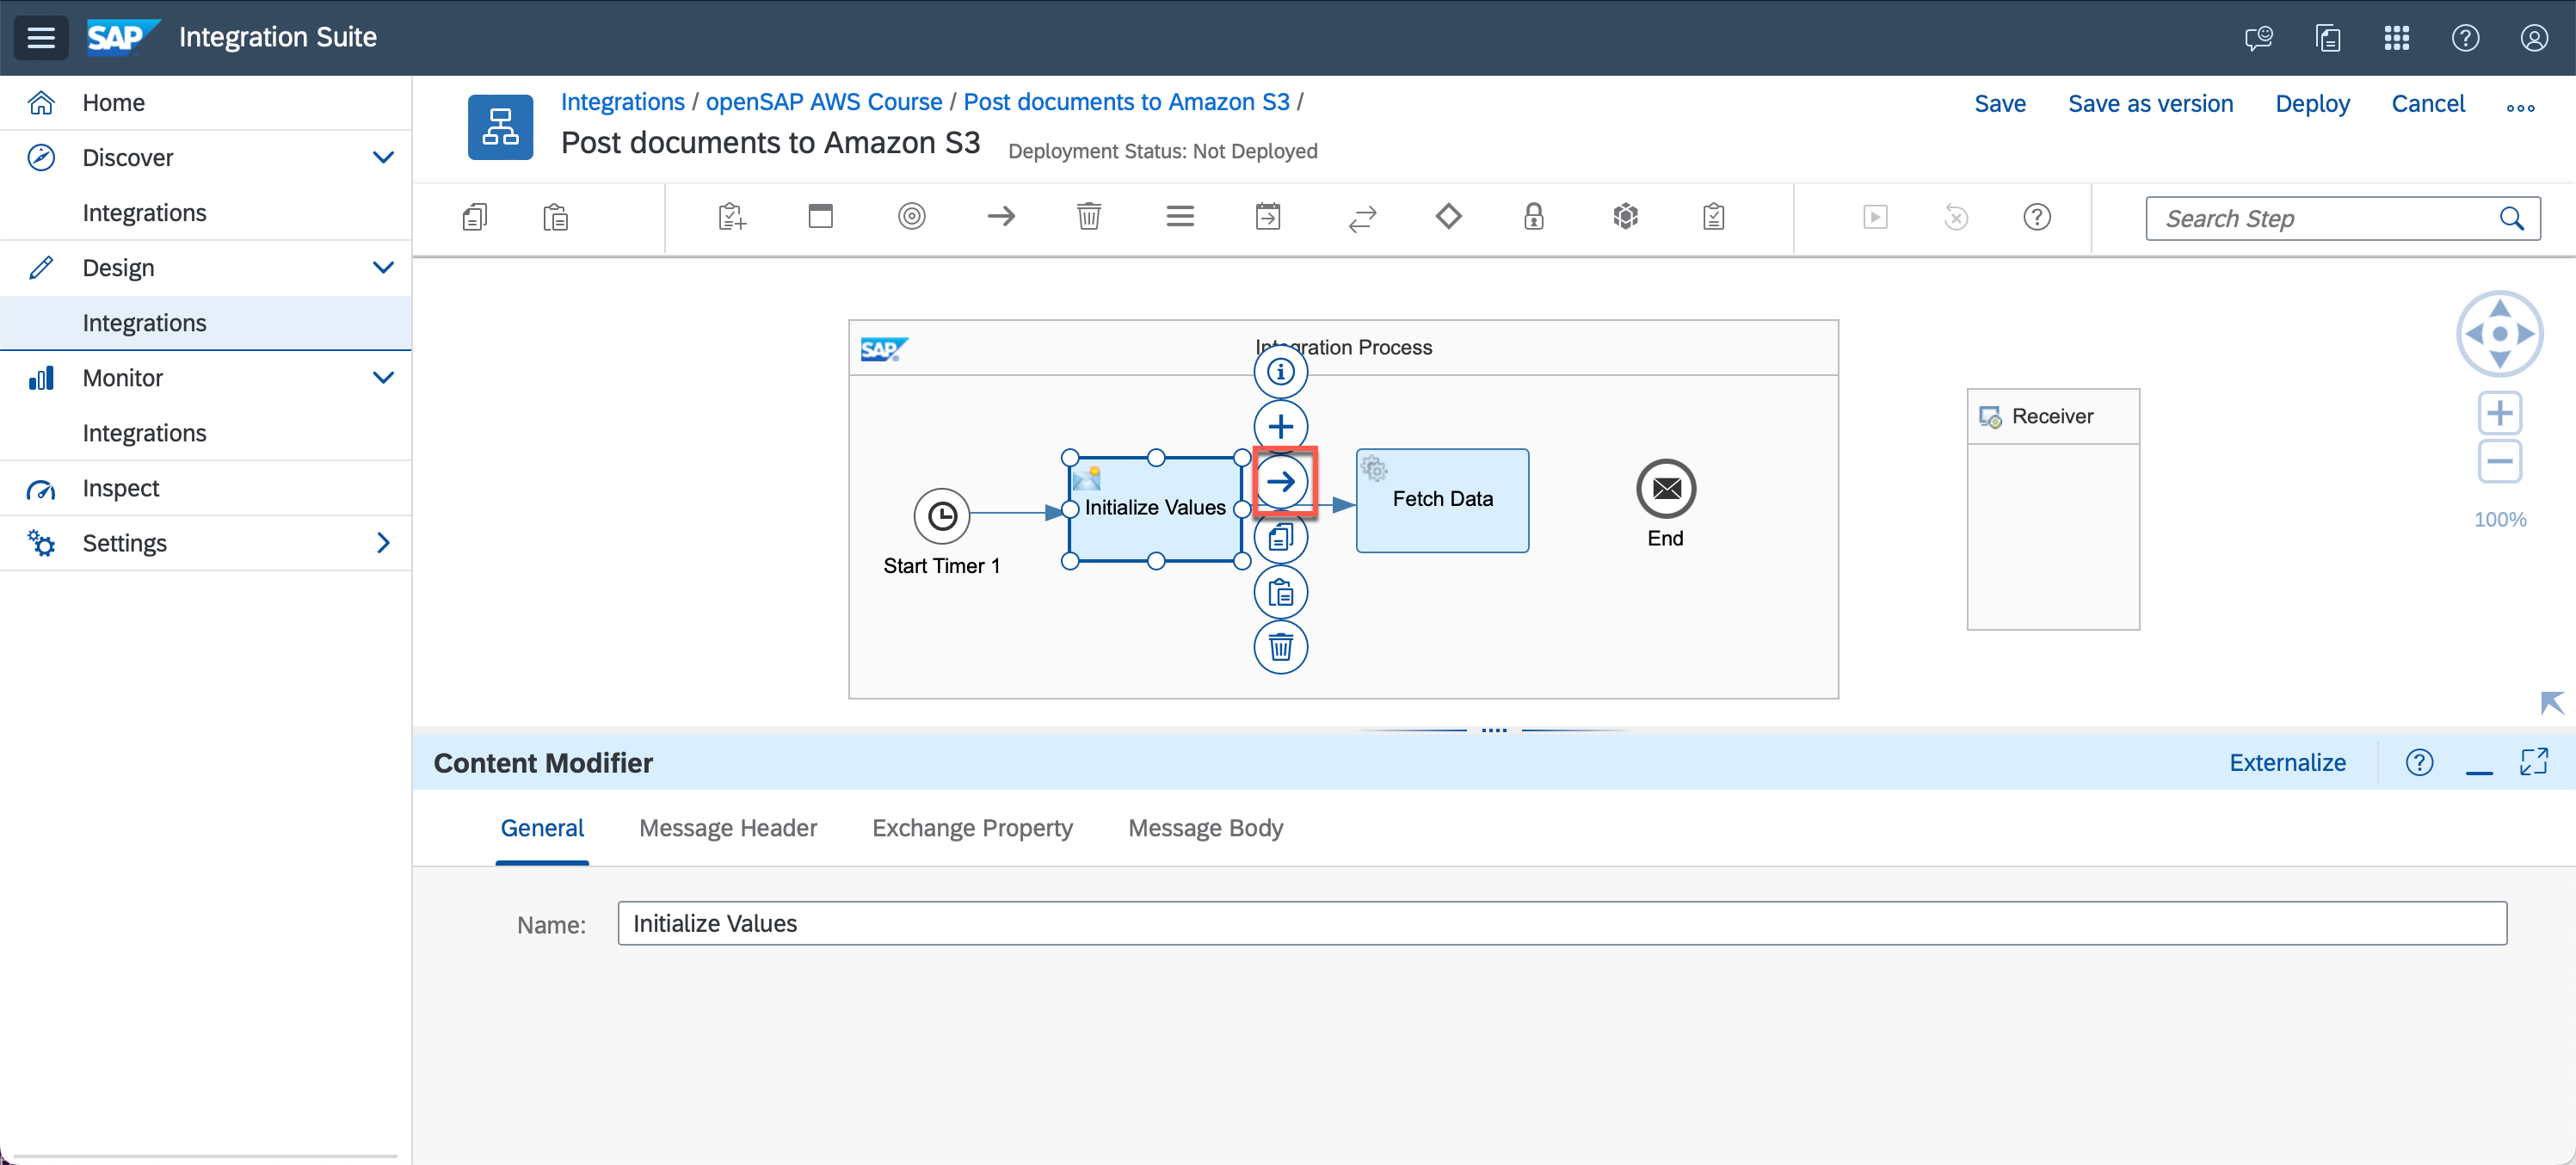 SAP Integration Suite
Home
Discover
Integrations
Design
Integrations
Monitor
Integrations
Inspect
Settings
Integrations / openSAP AWS Course / Post documents to Amazon S3 /
Post documents to Amazon S3 Deployment Status: Not Deployed
Save Save as version Deploy Cancel
Search Step
SAP Integration Process
Start Timer 1
Initialize Values
Fetch Data
End
Receiver
100%
Content Modifier Externalize
General Message Header Exchange Property Message Body
Name: Initialize Values